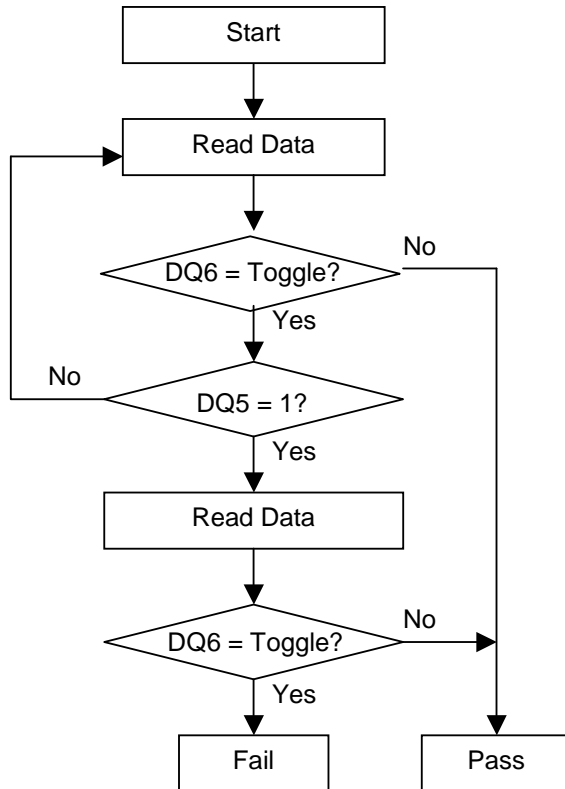 Start
Read Data
No
DQ6 = Toggle?
Yes
No
DQ5 = 1?
Yes
Read Data
No
DQ6 = Toggle?
Yes
Fail
Pass